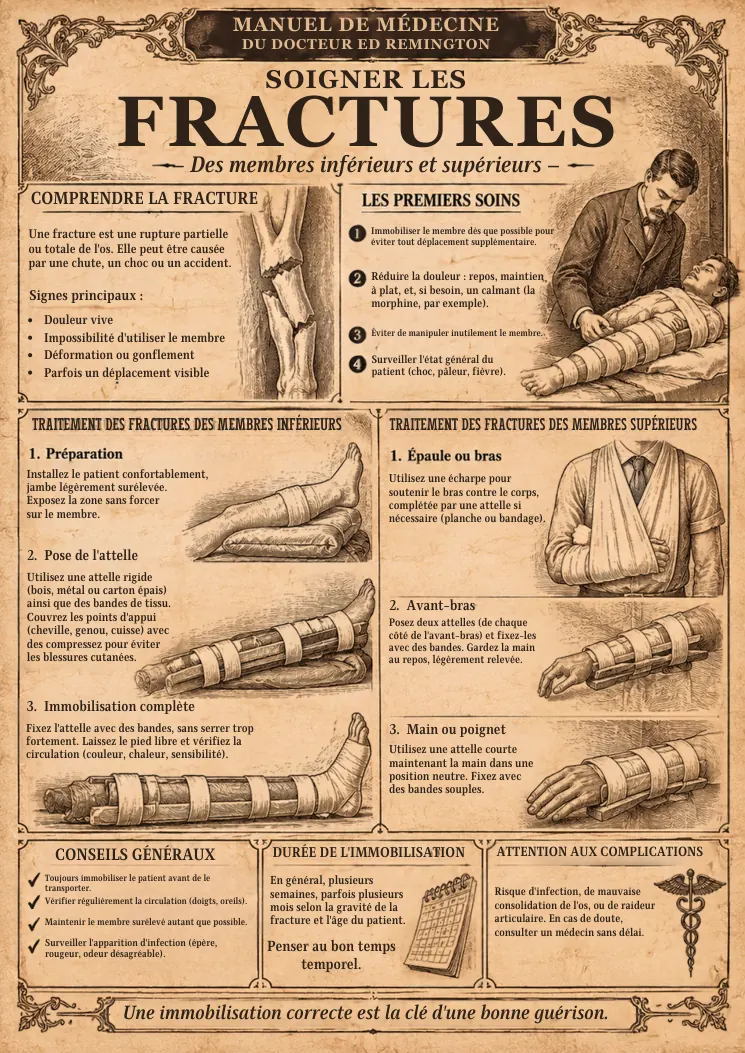 MANUEL DE MÉDECINE
DU DOCTEUR ED REMINGTON
SOIGNER LES
FRACTURES
Des membres inférieurs et supérieurs –
COMPRENDRE LA FRACTURE
Une fracture est une rupture partielle
ou totale de l'os. Elle peut être causée
par une chute, un choc ou un accident.
Signes principaux :
• Douleur vive
• Impossibilité d'utiliser le membre
• Déformation ou gonflement
• Parfois un déplacement visible
LES PREMIERS SOINS
1 Immobiliser le membre dès que possible pour
éviter tout déplacement supplémentaire.
2 Réduire la douleur : repos, maintien
à plat, et, si besoin, un calmant (la
morphine, par exemple).
3 Éviter de manipuler inutilement le membre.
4 Surveiller l'état général du
patient (choc, pâleur, fièvre).
TRAITEMENT DES FRACTURES DES MEMBRES INFÉRIEURS
1. Préparation
Installez le patient confortablement,
jambe légèrement surélevée.
Exposez la zone sans forcer
sur le membre.
2. Pose de l'attelle
Utilisez une attelle rigide
(bois, métal ou carton épais)
ainsi que des bandes de tissu.
Couvrez les points d'appui
(cheville, genou, cuisse) avec
des compressez pour éviter
les blessures cutanées.
3. Immobilisation complète
Fixez l'attelle avec des bandes, sans serrer trop
fortement. Laissez le pied libre et vérifiez la
circulation (couleur, chaleur, sensibilité).
TRAITEMENT DES FRACTURES DES MEMBRES SUPÉRIEURS
1. Épaule ou bras
Utilisez une écharpe pour
soutenir le bras contre le corps,
complétée par une attelle si
nécessaire (planche ou bandage).
2. Avant-bras
Posez deux attelles (de chaque
côté de l'avant-bras) et fixez-les
avec des bandes. Gardez la main
au repos, légèrement relevée.
3. Main ou poignet
Utilisez une attelle courte
maintenant la main dans une
position neutre. Fixez avec
des bandes souples.
CONSEILS GÉNÉRAUX
✓ Toujours immobiliser le patient avant de le
transporter.
✓ Vérifier régulièrement la circulation (doigts, oreils).
✓ Maintenir le membre surélevé autant que possible.
✓ Surveiller l'apparition d'infection (épère,
rougeur, odeur désagréable).
DURÉE DE L'IMMOBILISATION
En général, plusieurs
semaines, parfois plusieurs
mois selon la gravité de la
fracture et l'âge du patient.
Penser au bon temps
temporel.
ATTENTION AUX COMPLICATIONS
Risque d'infection, de mauvaise
consolidation de l'os, ou de raideur
articulaire. En cas de doute,
consulter un médecin sans délai.
Une immobilisation correcte est la clé d'une bonne guérison.